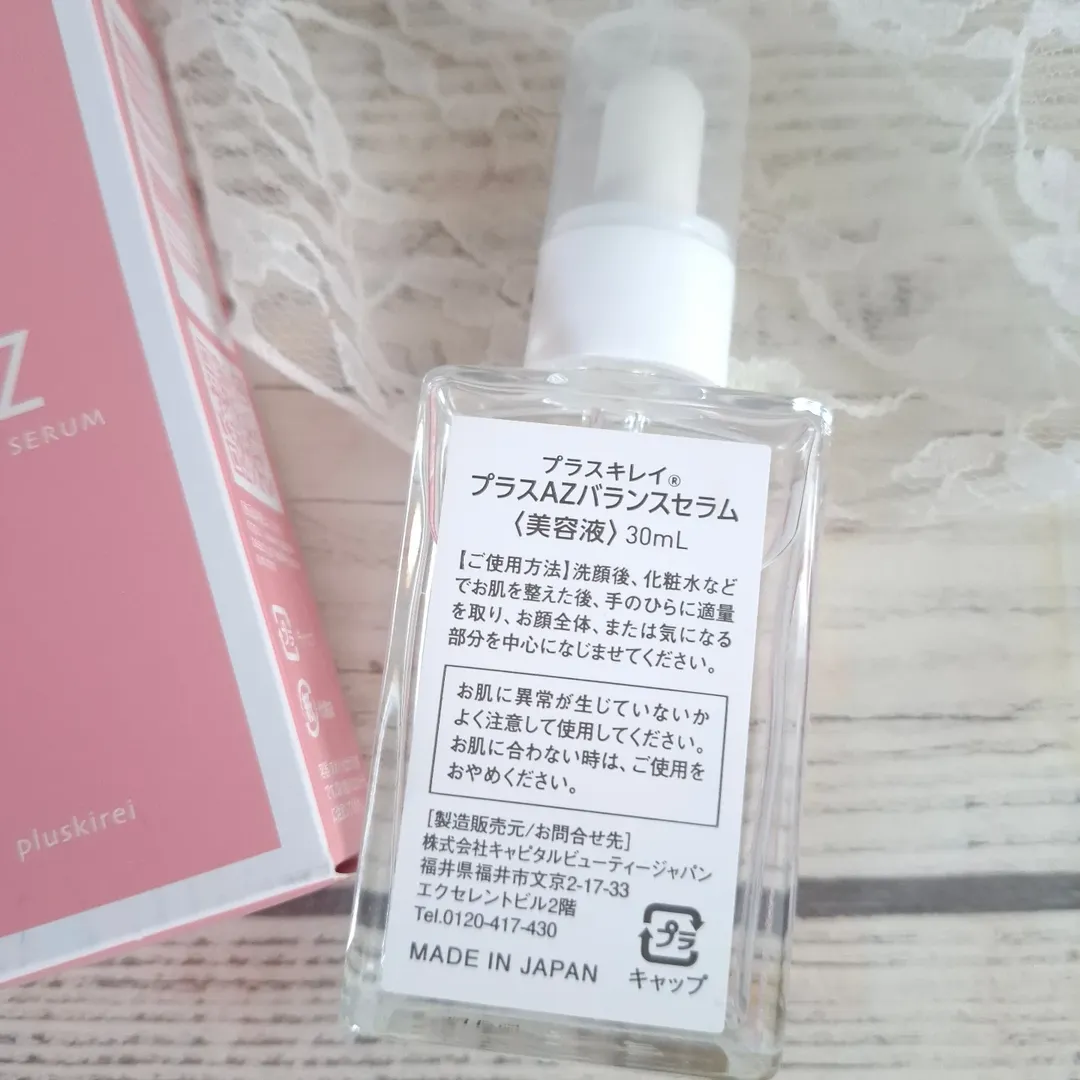 Z
SERUM
pluskirei
プラスキレイ®
プラスAZバランスセラム
〈美容液〉30mL
【ご使用方法】洗顔後、化粧水など
でお肌を整えた後、手のひらに適量
を取り、お顔全体、または気になる
部分を中心になじませてください。
お肌に異常が生じていないか
よく注意して使用してください。
お肌に合わない時は、ご使用を
おやめください。
[製造販売元/お問合せ先]
株式会社キャピタルビューティージャパン
福井県福井市文京2-17-33
エクセレントビル2階
Tel.0120-417-430
MADE IN JAPAN
プラ
キャップ